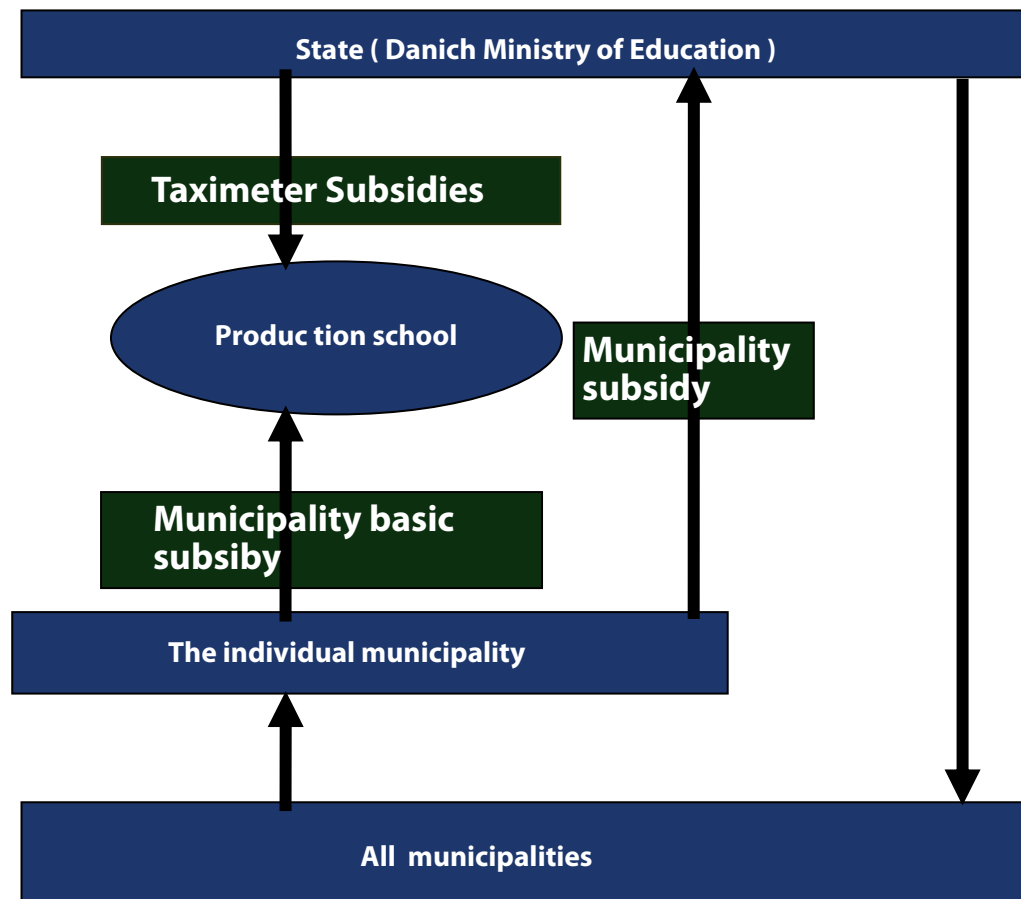 State ( Danich Ministry of Education )
Taximeter Subsidies
Produc tion school
Municipality
subsidy
Municipality basic
subsiby
The individual municipality
All municipalities